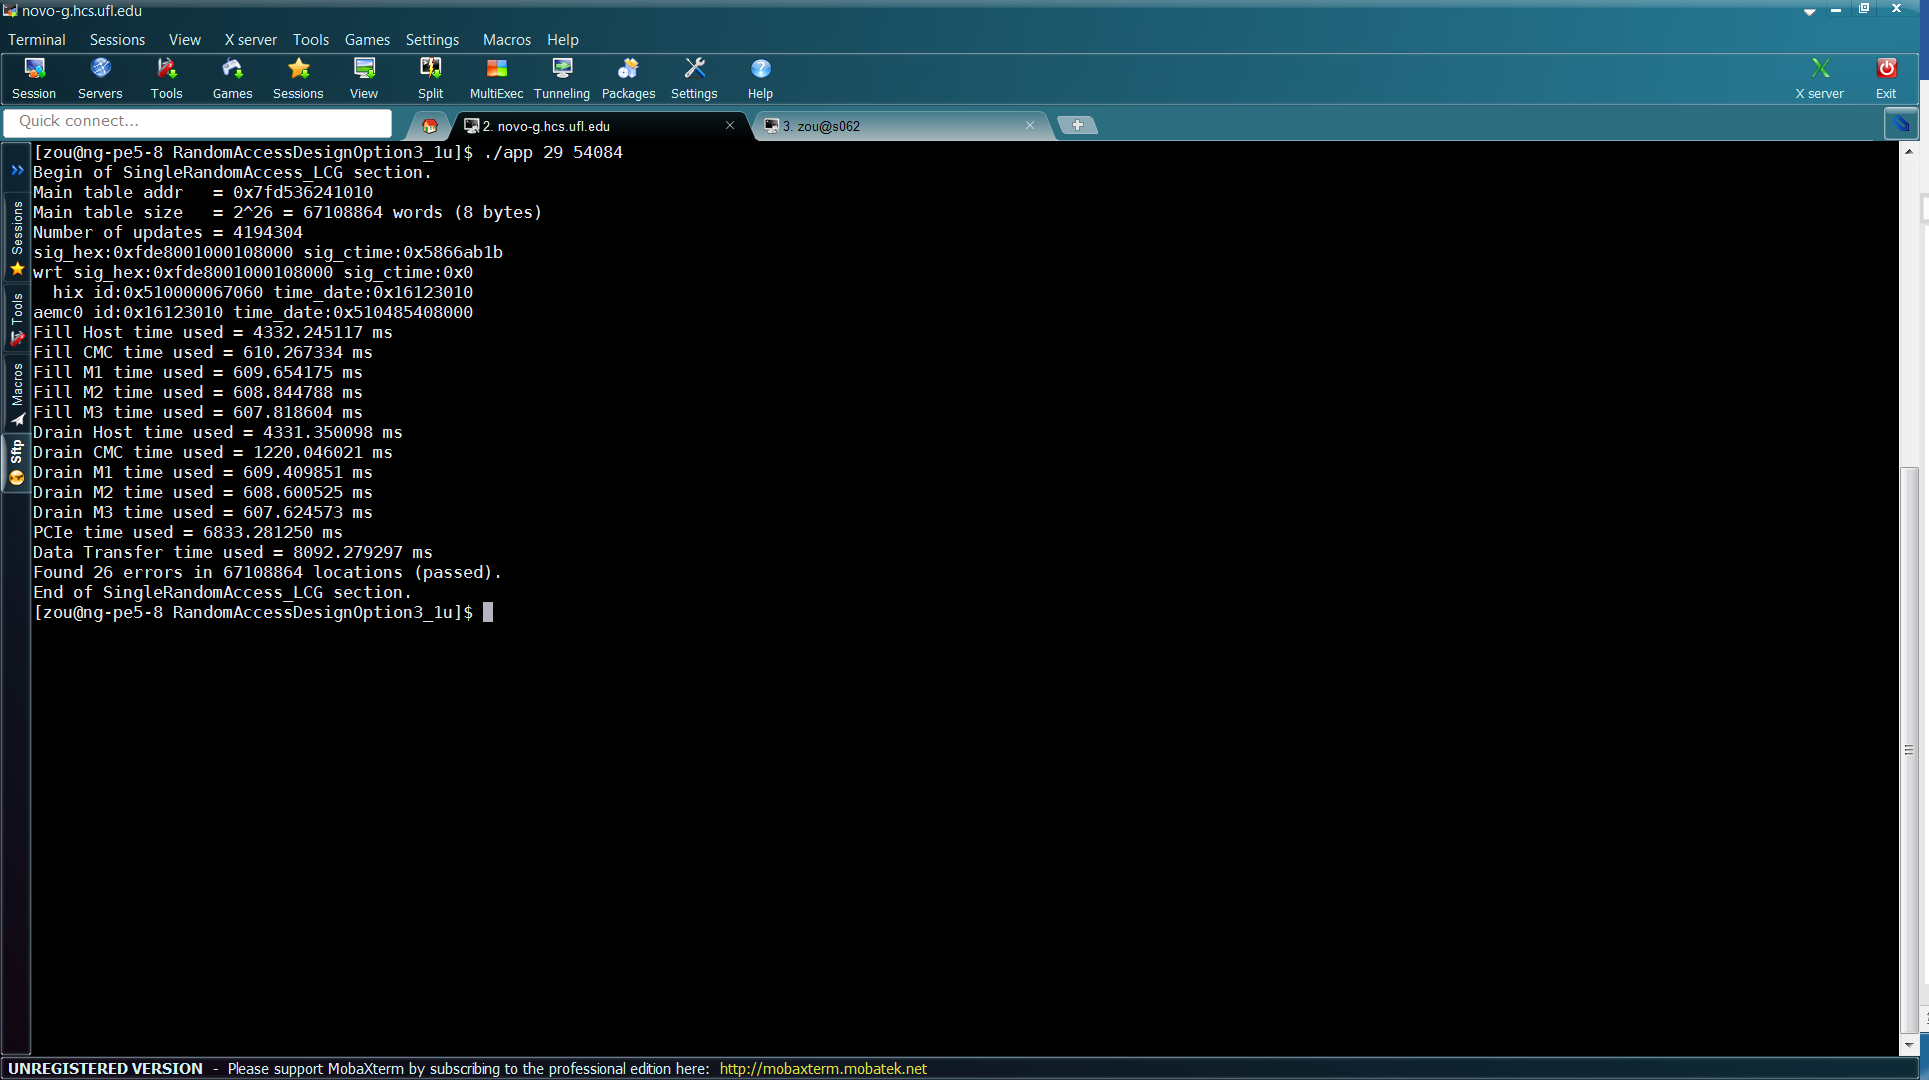 novo-g.hcs.ufl.edu
Terminal Sessions View X server Tools Games Settings Macros Help
Session Servers Tools Games Sessions View Split MultiExec Tunneling Packages Settings Help X server Exit
Quick connect... 2. novo-g.hcs.ufl.edu 3. zou@s062
Sessions
Tools
Macros
Sftp
[zou@ng-pe5-8 RandomAccessDesignOption3_1u]$ ./app 29 54084
Begin of SingleRandomAccess_LCG section.
Main table addr   = 0x7fd536241010
Main table size   = 2^26 = 67108864 words (8 bytes)
Number of updates = 4194304
sig_hex:0xfde8001000108000 sig_ctime:0x5866ab1b
wrt sig_hex:0xfde8001000108000 sig_ctime:0x0
  hix id:0x510000067060 time_date:0x16123010
aemc0 id:0x16123010 time_date:0x510485408000
Fill Host time used = 4332.245117 ms
Fill CMC time used = 610.267334 ms
Fill M1 time used = 609.654175 ms
Fill M2 time used = 608.844788 ms
Fill M3 time used = 607.818604 ms
Drain Host time used = 4331.350098 ms
Drain CMC time used = 1220.046021 ms
Drain M1 time used = 609.409851 ms
Drain M2 time used = 608.600525 ms
Drain M3 time used = 607.624573 ms
PCIe time used = 6833.281250 ms
Data Transfer time used = 8092.279297 ms
Found 26 errors in 67108864 locations (passed).
End of SingleRandomAccess_LCG section.
[zou@ng-pe5-8 RandomAccessDesignOption3_1u]$
UNREGISTERED VERSION - Please support MobaXterm by subscribing to the professional edition here: http://mobaxterm.mobatek.net